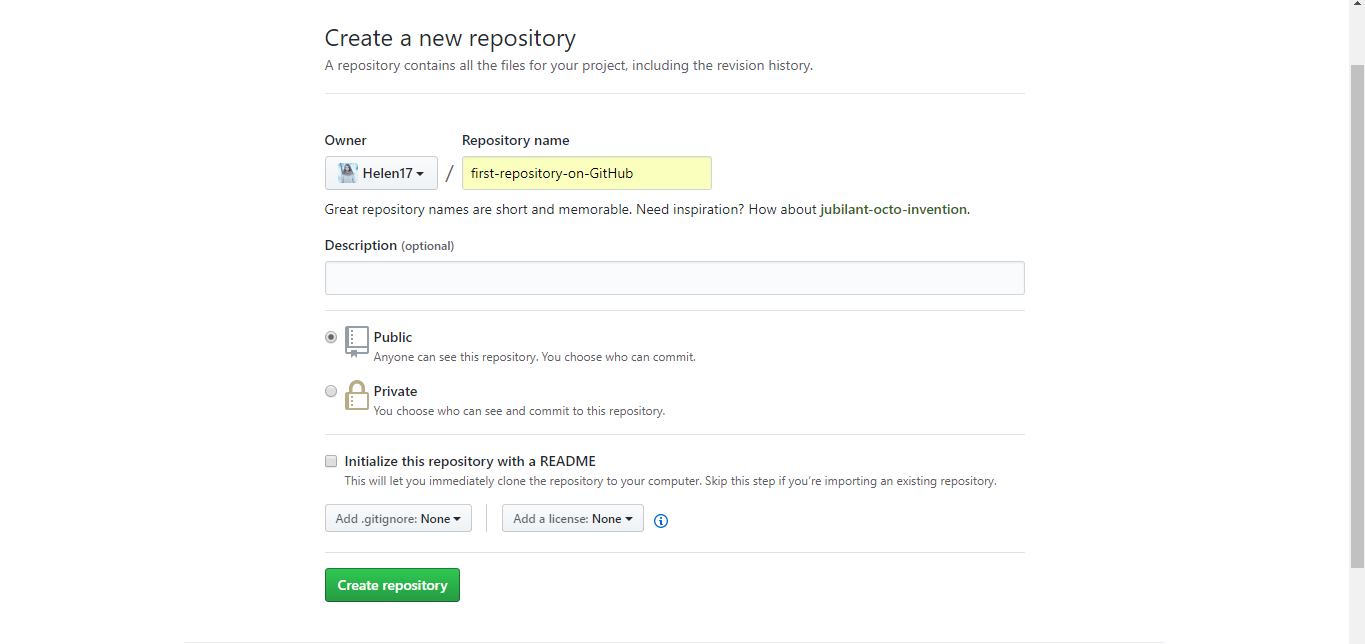 Create a new repository
A repository contains all the files for your project, including the revision history.
Owner
Repository name
Helen17 / first-repository-on-GitHub
Great repository names are short and memorable. Need inspiration? How about jubilant-octo-invention.
Description (optional)
Public
Anyone can see this repository. You choose who can commit.
Private
You choose who can see and commit to this repository.
Initialize this repository with a README
This will let you immediately clone the repository to your computer. Skip this step if you’re importing an existing repository.
Add .gitignore: None
Add a license: None
Create repository